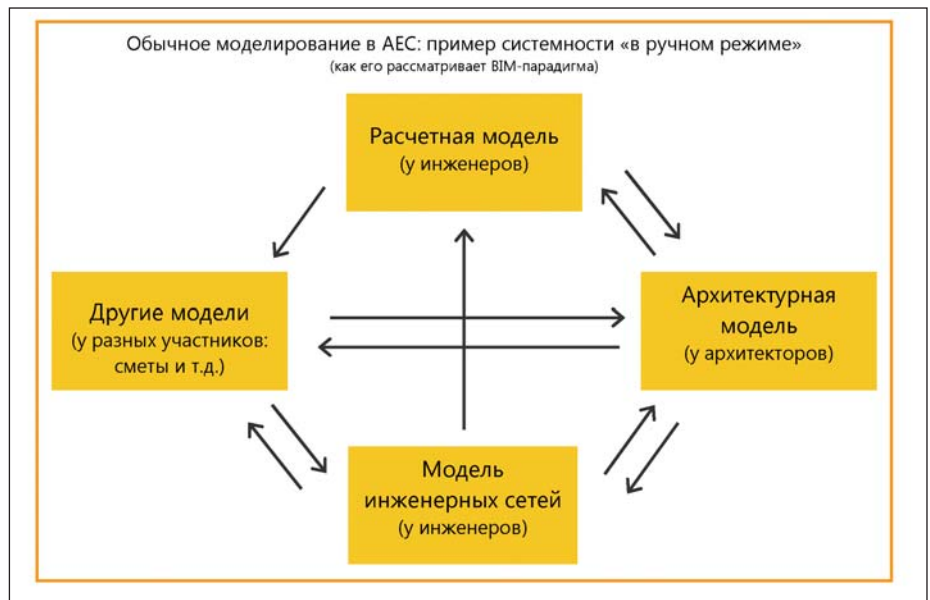 Обычное моделирование в АЕС: пример системности «в ручном режиме»
(как его рассматривает BIM-парадигма)
Расчетная модель
(у инженеров)
Другие модели
(у разных участников:
сметы и т.д.)
Архитектурная
модель
(у архитекторов)
Модель
инженерных сетей
(у инженеров)